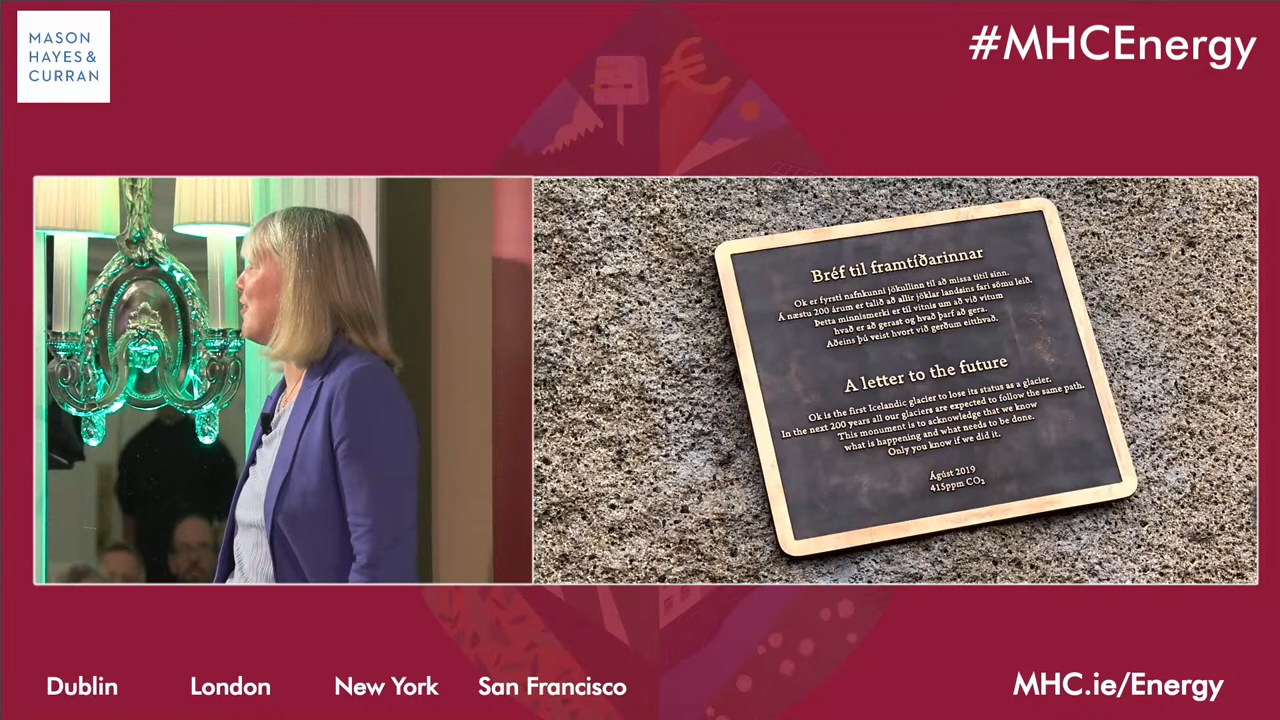 MASON
HAYES &
CURRAN
#MHCEnergy
Bréf til framtíðarinnar
Ok er fyrsti nafnkunni jökullinn til að missa titil sinn.
Á næstu 200 árum er talið að allir jöklar landsins fari sömu leið.
Þetta minnismerki er til vitnis um að við vitum
hvað er að gerast og hvað þarf að gera.
Aðeins þú veist hvort við gerðum eitthvað.
A letter to the future
Ok is the first Icelandic glacier to lose its status as a glacier.
In the next 200 years all our glaciers are expected to follow the same path.
This monument is to acknowledge that we know
what is happening and what needs to be done.
Only you know if we did it.
Ágúst 2019
415ppm CO₂
Dublin
London
New York
San Francisco
MHC.ie/Energy